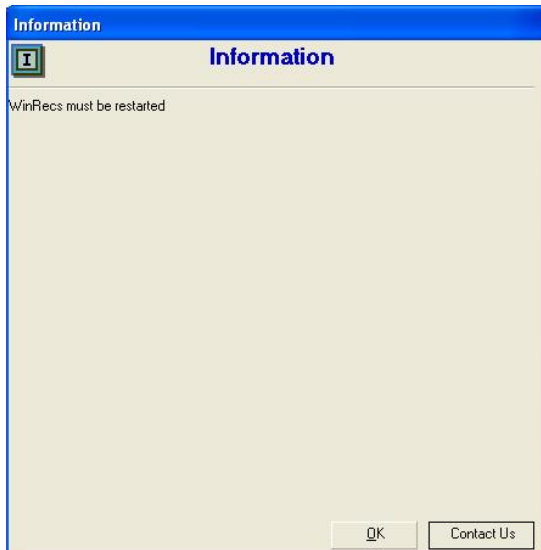 Information
I
Information
WinRecs must be restarted
OK
Contact Us